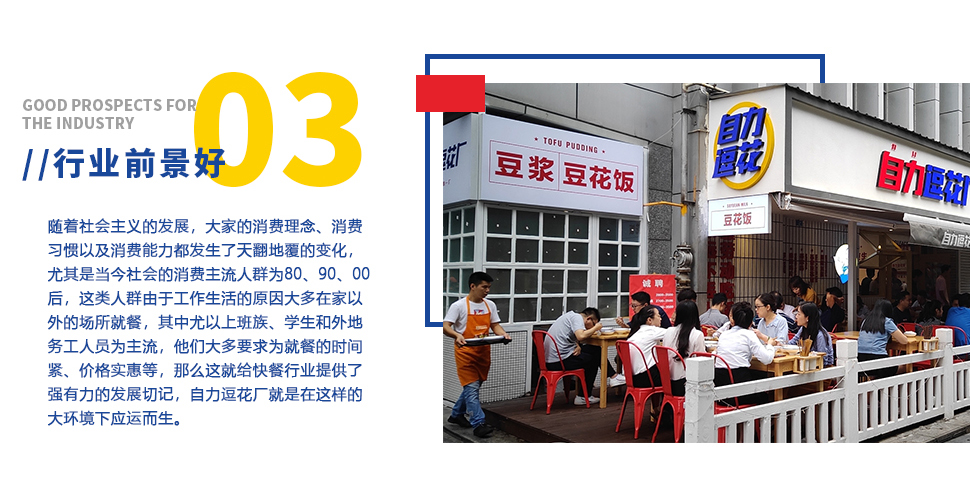 03
GOOD PROSPECTS FOR
THE INDUSTRY
//行业前景好
随着社会主义的发展，大家的消费理念、消费
习惯以及消费能力都发生了天翻地覆的变化，
尤其是当今社会的消费主流人群为80、90、00
后，这类人群由于工作生活的原因大多在家以
外的场所就餐，其中尤以上班族、学生和外地
务工人员为主流，他们大多要求为就餐的时间
紧、价格实惠等，那么这就给快餐行业提供了
强有力的发展切记，自力逗花厂就是在这样的
大环境下应运而生。
花厂
TOFU PUDDING
豆浆 豆花饭
自力
逗花
豆花饭
自力逗花厂
自力逗花
诚聘